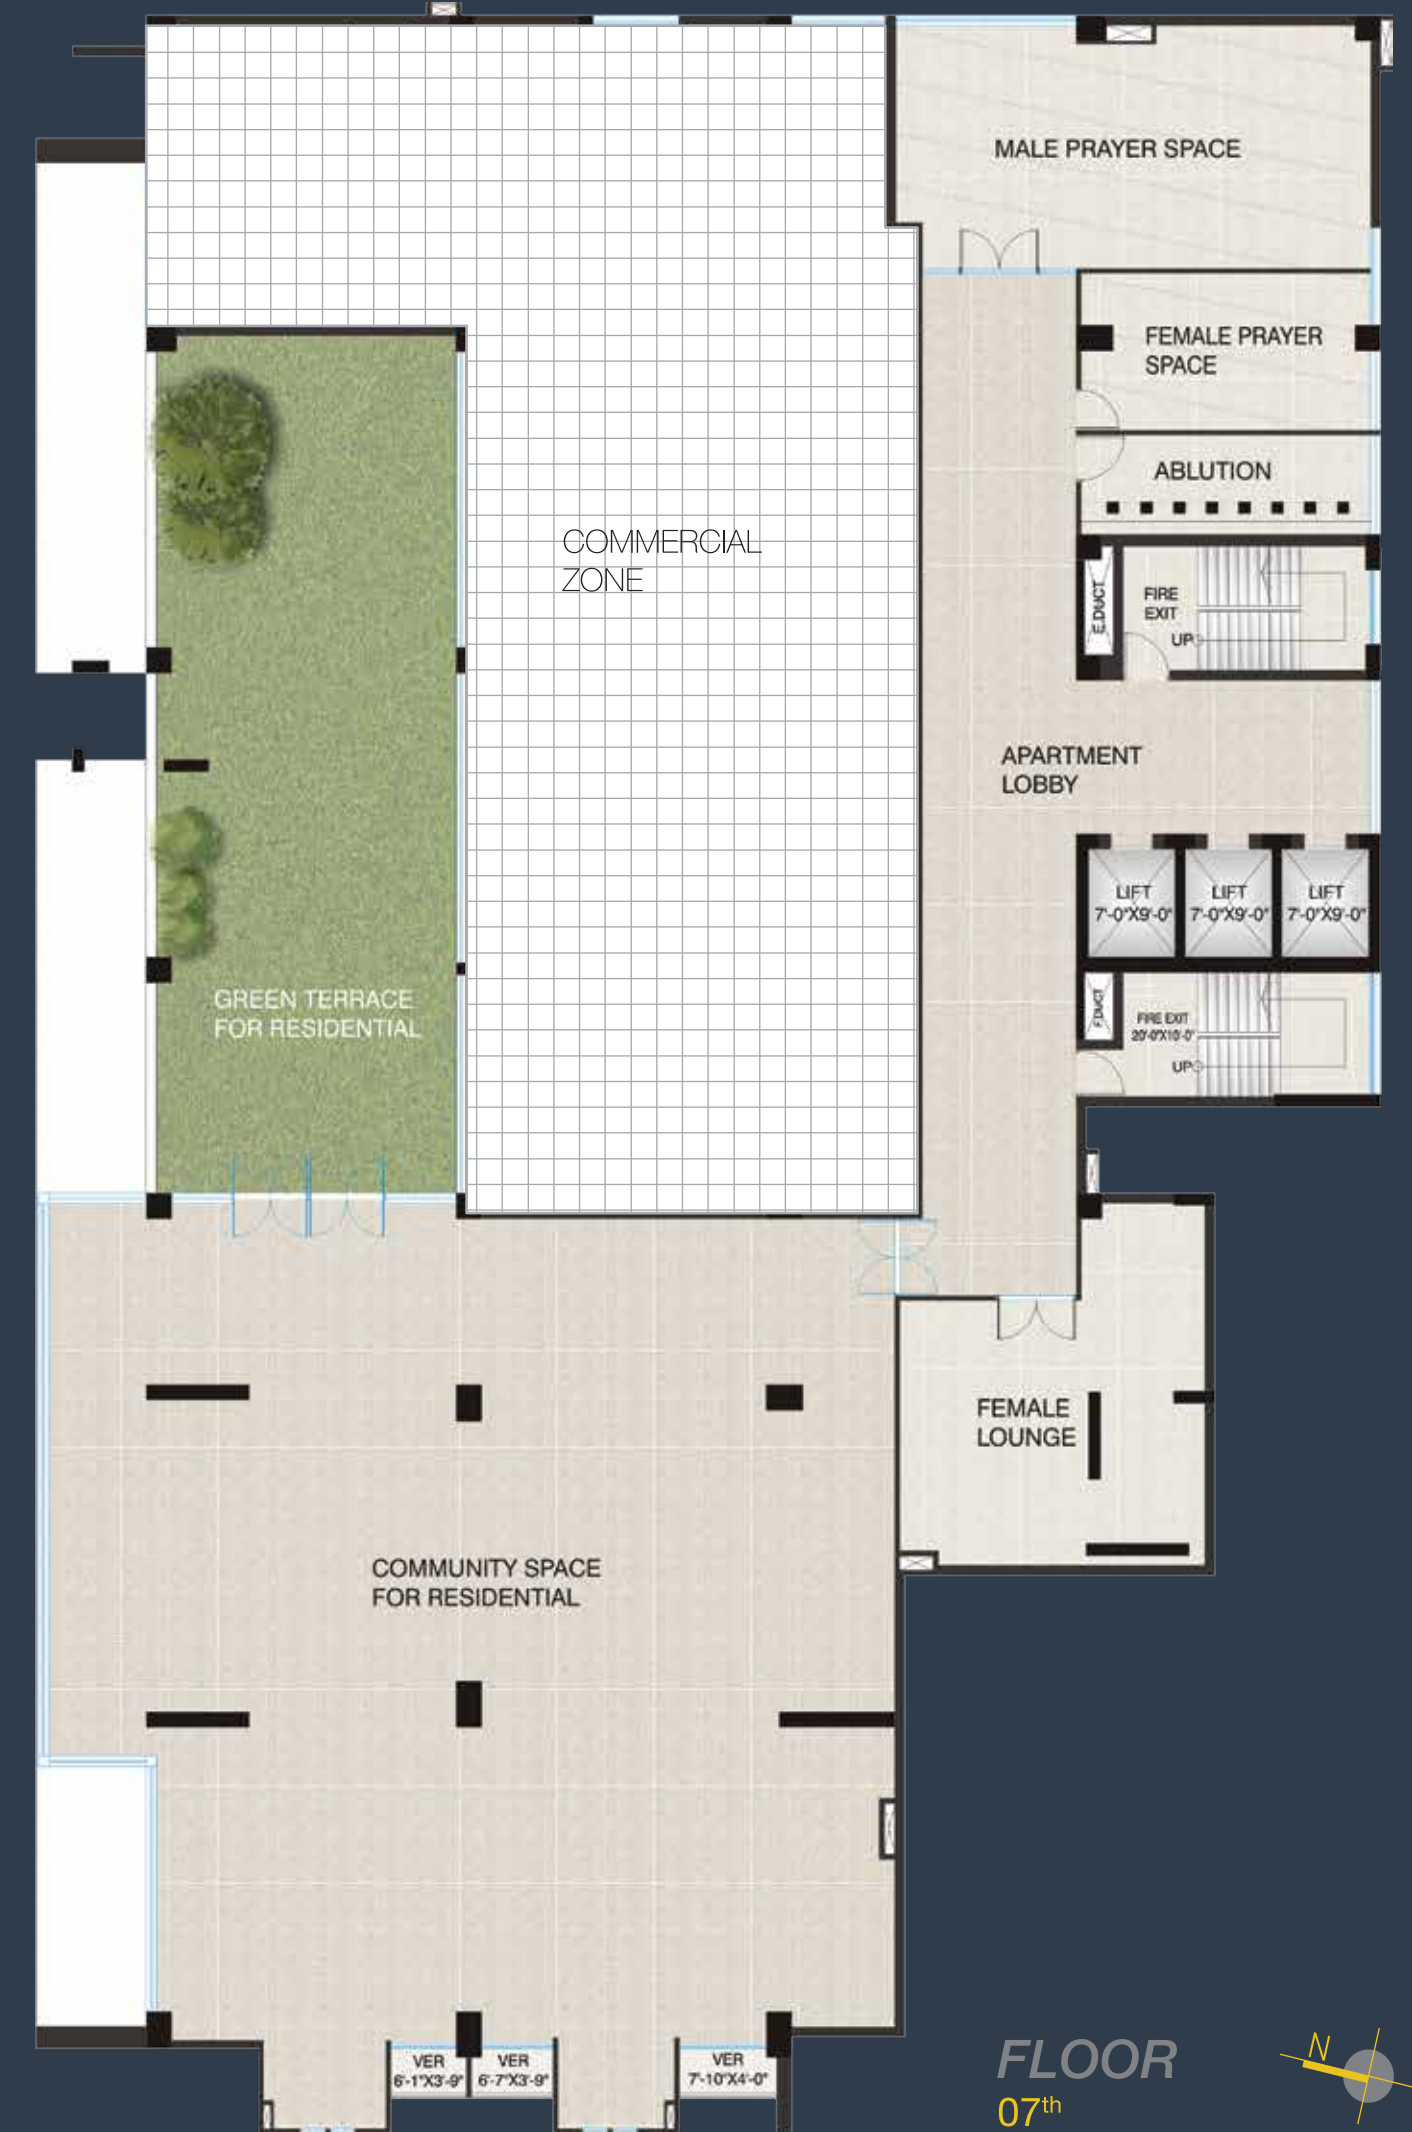 MALE PRAYER SPACE
FEMALE PRAYER
SPACE
ABLUTION
COMMERCIAL
ZONE
E.DUCT
FIRE
EXIT
UP
APARTMENT
LOBBY
LIFT
7'-0"X9'-0"
LIFT
7'-0"X9'-0"
LIFT
7'-0"X9'-0"
GREEN TERRACE
FOR RESIDENTIAL
F.DUCT
FIRE EXIT
20'-0"X10'-0"
UP
FEMALE
LOUNGE
COMMUNITY SPACE
FOR RESIDENTIAL
VER
6'-1"X3'-9"
VER
6'-7"X3'-9"
VER
7'-10"X4'-0"
FLOOR
07th
N